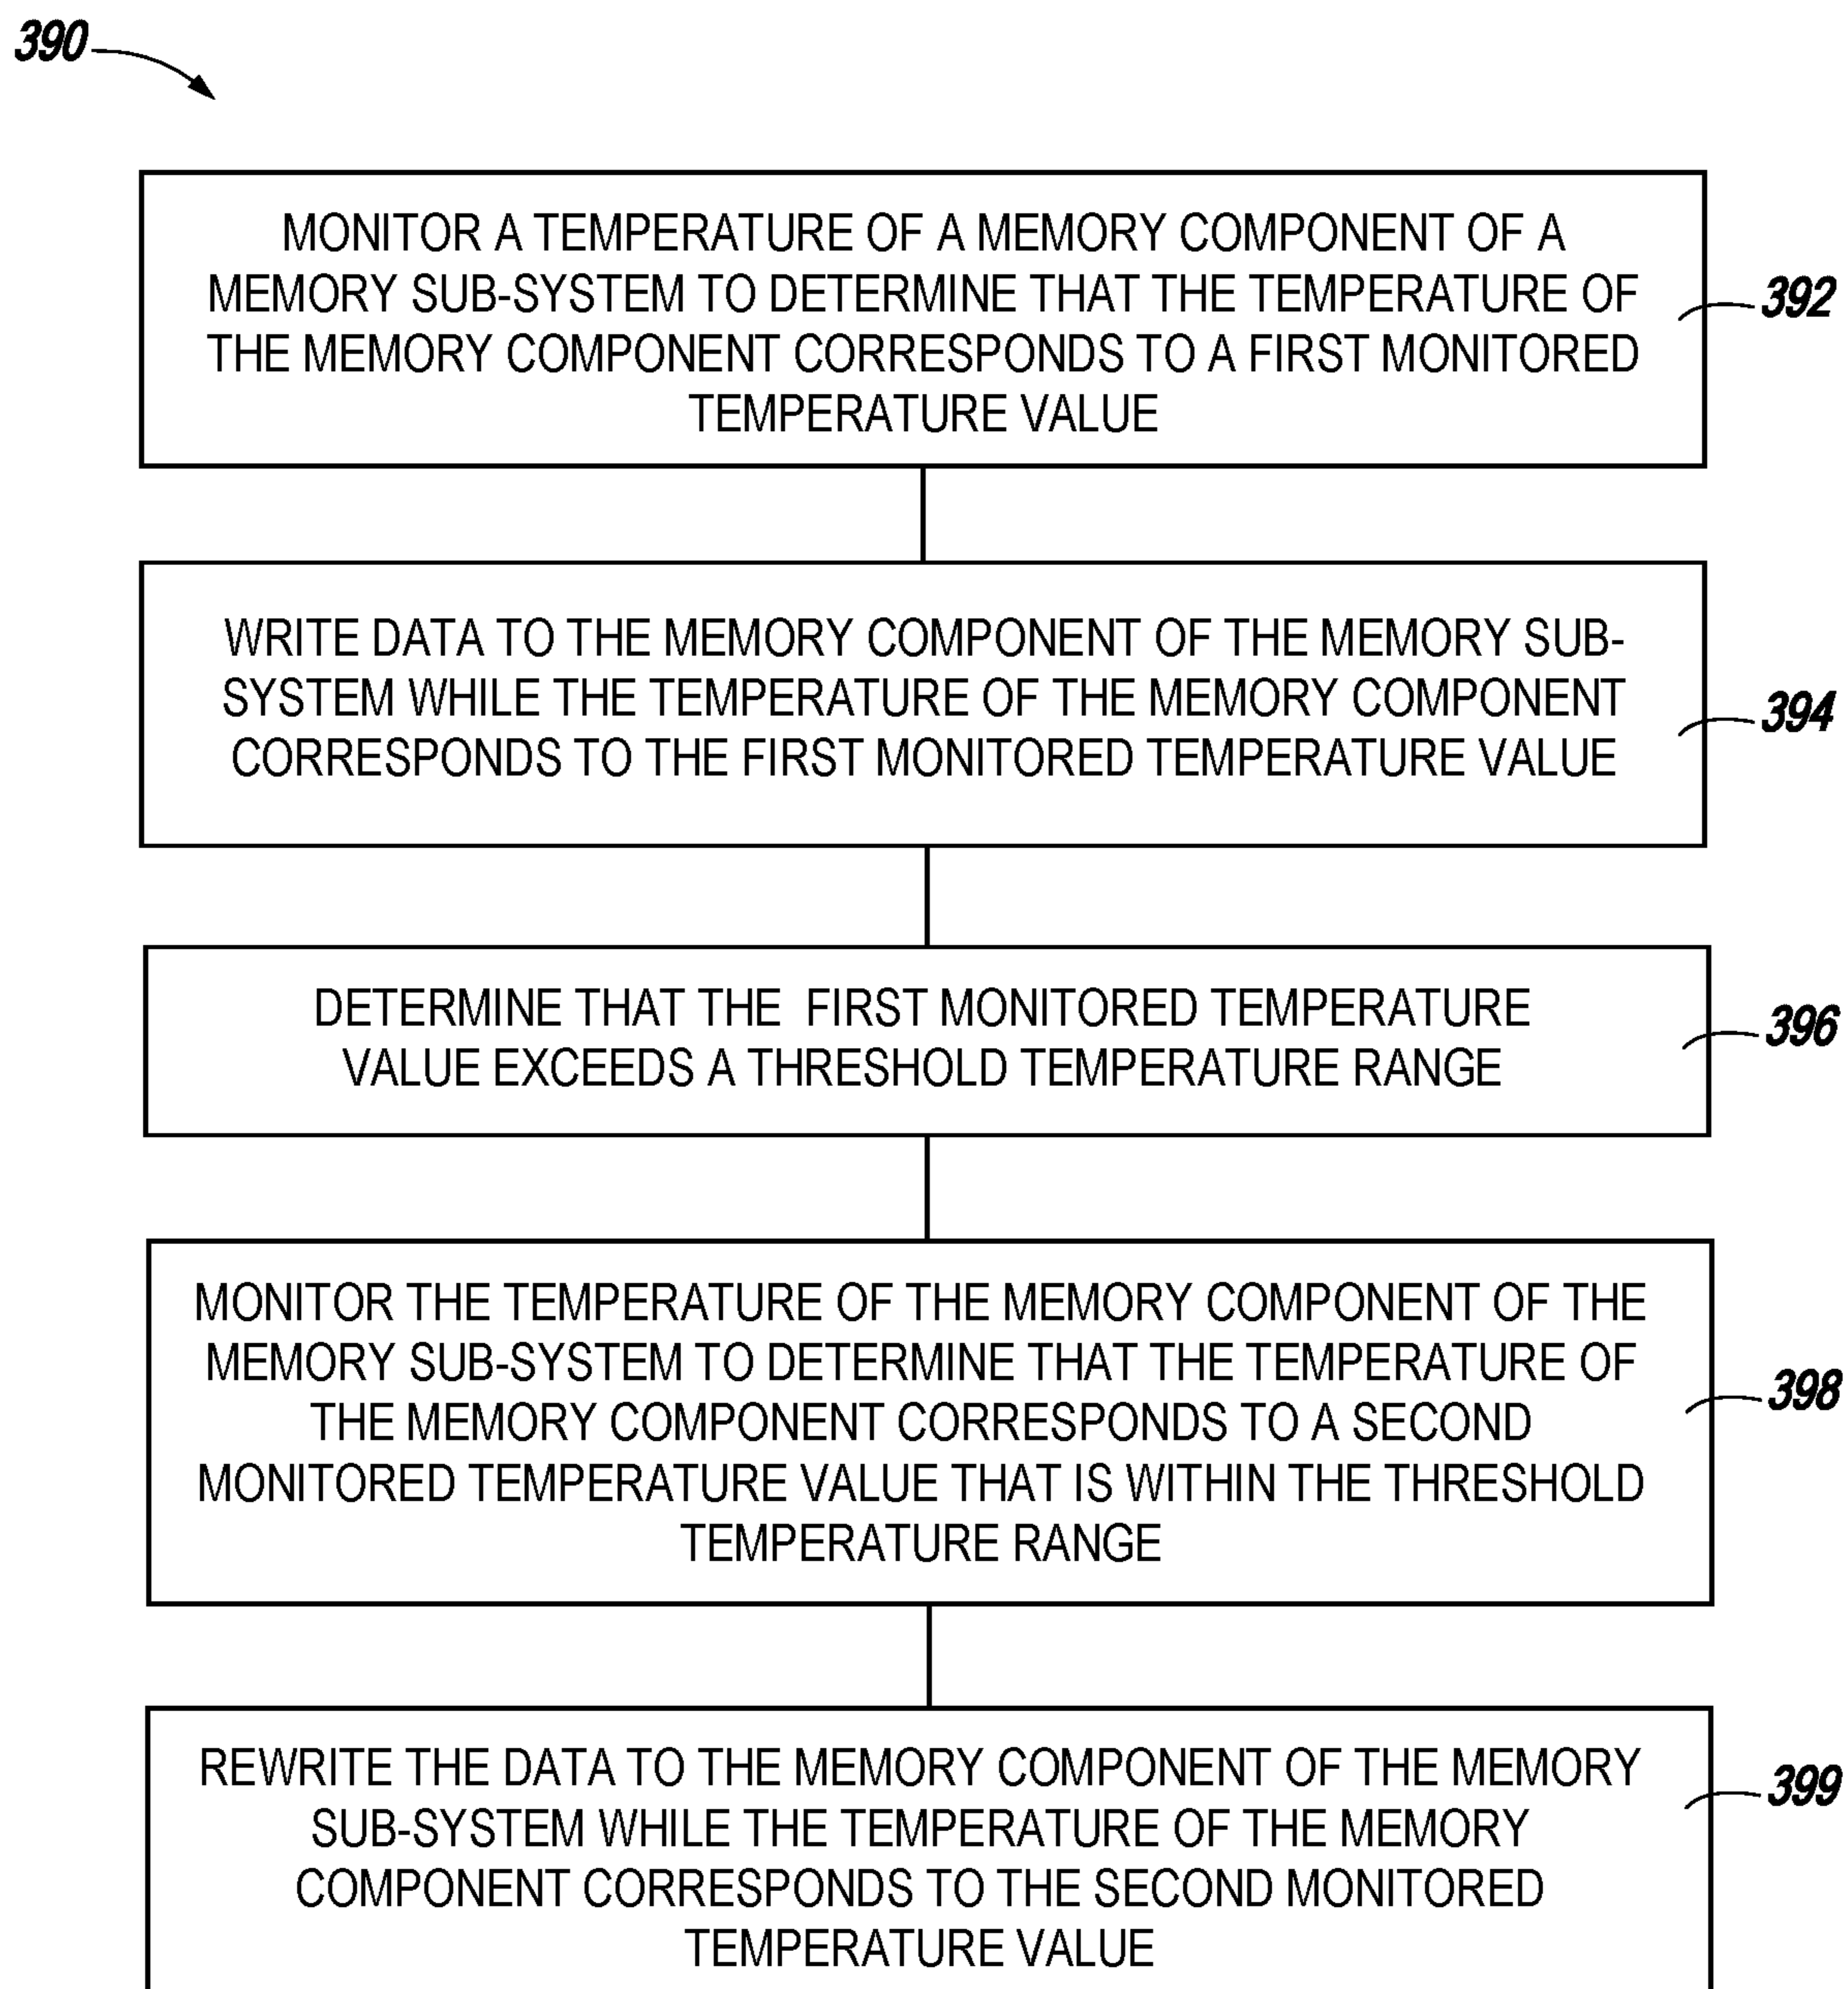 390
MONITOR A TEMPERATURE OF A MEMORY COMPONENT OF A
MEMORY SUB-SYSTEM TO DETERMINE THAT THE TEMPERATURE OF
THE MEMORY COMPONENT CORRESPONDS TO A FIRST MONITORED
TEMPERATURE VALUE
392
WRITE DATA TO THE MEMORY COMPONENT OF THE MEMORY SUB-
SYSTEM WHILE THE TEMPERATURE OF THE MEMORY COMPONENT
CORRESPONDS TO THE FIRST MONITORED TEMPERATURE VALUE
394
DETERMINE THAT THE FIRST MONITORED TEMPERATURE
VALUE EXCEEDS A THRESHOLD TEMPERATURE RANGE
396
MONITOR THE TEMPERATURE OF THE MEMORY COMPONENT OF THE
MEMORY SUB-SYSTEM TO DETERMINE THAT THE TEMPERATURE OF
THE MEMORY COMPONENT CORRESPONDS TO A SECOND
MONITORED TEMPERATURE VALUE THAT IS WITHIN THE THRESHOLD
TEMPERATURE RANGE
398
REWRITE THE DATA TO THE MEMORY COMPONENT OF THE MEMORY
SUB-SYSTEM WHILE THE TEMPERATURE OF THE MEMORY
COMPONENT CORRESPONDS TO THE SECOND MONITORED
TEMPERATURE VALUE
399